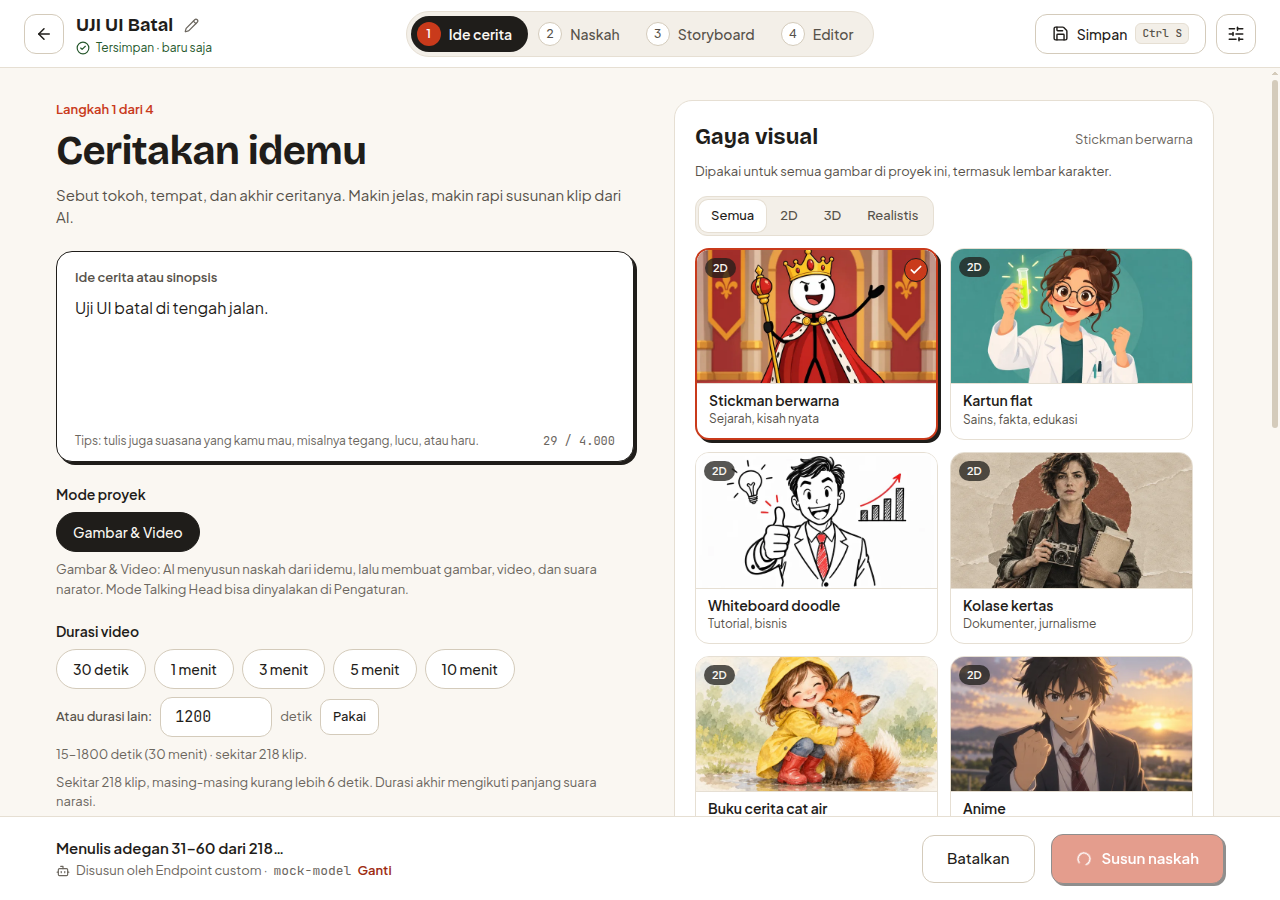 UJI UI Batal
Tersimpan · baru saja
1 Ide cerita
2 Naskah
3 Storyboard
4 Editor
Simpan Ctrl S
Langkah 1 dari 4
Ceritakan idemu
Sebut tokoh, tempat, dan akhir ceritanya. Makin jelas, makin rapi susunan klip dari
AI.
Ide cerita atau sinopsis
Uji UI batal di tengah jalan.
Tips: tulis juga suasana yang kamu mau, misalnya tegang, lucu, atau haru.
29 / 4.000
Mode proyek
Gambar & Video
Gambar & Video: AI menyusun naskah dari idemu, lalu membuat gambar, video, dan suara
narator. Mode Talking Head bisa dinyalakan di Pengaturan.
Durasi video
30 detik
1 menit
3 menit
5 menit
10 menit
Atau durasi lain: 1200 detik Pakai
15–1800 detik (30 menit) · sekitar 218 klip.
Sekitar 218 klip, masing-masing kurang lebih 6 detik. Durasi akhir mengikuti panjang suara
narasi.
Gaya visual
Stickman berwarna
Dipakai untuk semua gambar di proyek ini, termasuk lembar karakter.
Semua
2D
3D
Realistis
2D
Stickman berwarna
Sejarah, kisah nyata
2D
Kartun flat
Sains, fakta, edukasi
2D
Whiteboard doodle
Tutorial, bisnis
2D
Kolase kertas
Dokumenter, jurnalisme
2D
Buku cerita cat air
2D
Anime
Menulis adegan 31–60 dari 218…
Disusun oleh Endpoint custom · mock-model Ganti
Batalkan
Susun naskah